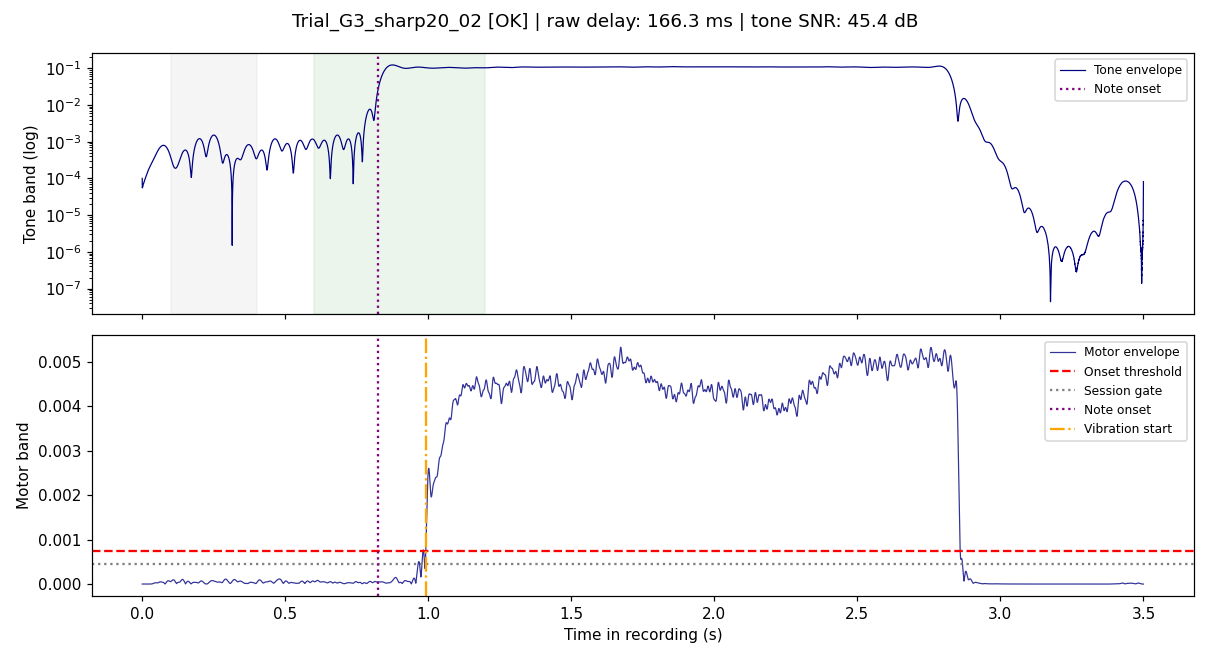 Trial_G3_sharp20_02 [OK] | raw delay: 166.3 ms | tone SNR: 45.4 dB
Tone band (log)
10⁻¹
10⁻²
10⁻³
10⁻⁴
10⁻⁵
10⁻⁶
10⁻⁷
Tone envelope
Note onset
Motor band
0.005
0.004
0.003
0.002
0.001
0.000
Motor envelope
Onset threshold
Session gate
Note onset
Vibration start
0.0 0.5 1.0 1.5 2.0 2.5 3.0 3.5
Time in recording (s)